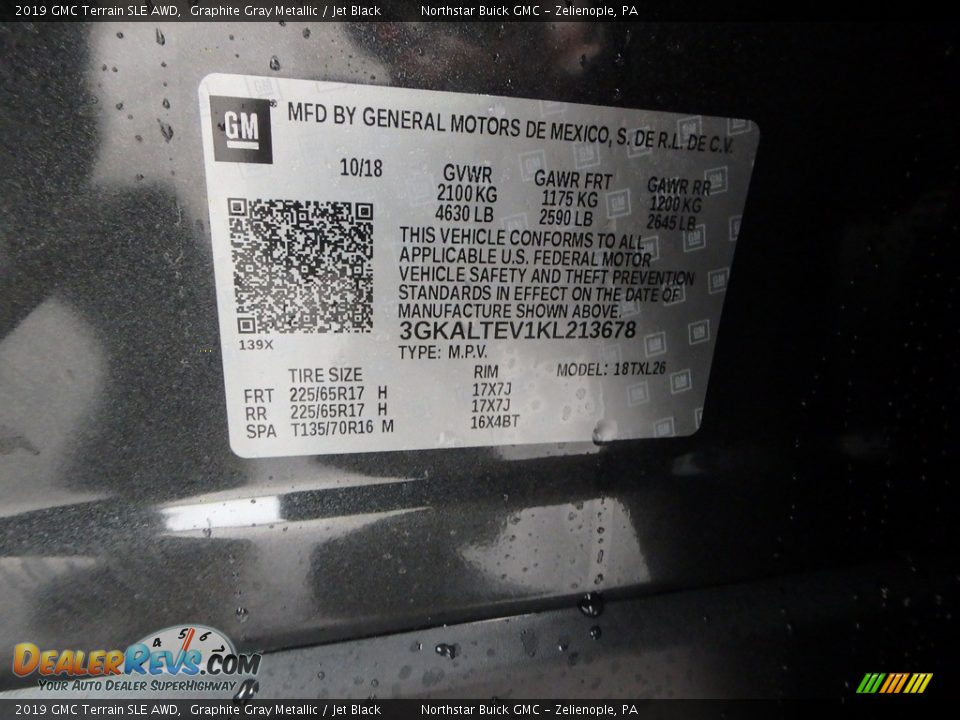 2019 GMC Terrain SLE AWD, Graphite Gray Metallic / Jet Black Northstar Buick GMC - Zelienople, PA
GM
MFD BY GENERAL MOTORS DE MEXICO, S. DE R.L. DE C.V.
10/18 GVWR GAWR FRT GAWR RR
2100 KG 1175 KG 1200 KG
4630 LB 2590 LB 2645 LB
THIS VEHICLE CONFORMS TO ALL
APPLICABLE U.S. FEDERAL MOTOR
VEHICLE SAFETY AND THEFT PREVENTION
STANDARDS IN EFFECT ON THE DATE OF
MANUFACTURE SHOWN ABOVE.
3GKALTEV1KL213678
139X
TYPE: M.P.V. MODEL: 18TXL26
TIRE SIZE RIM
FRT 225/65R17 H 17X7J
RR 225/65R17 H 17X7J
SPA T135/70R16 M 16X4BT
4 5 6
DEALERREVS.COM
YOUR AUTO DEALER SUPERHIGHWAY
2019 GMC Terrain SLE AWD, Graphite Gray Metallic / Jet Black Northstar Buick GMC - Zelienople, PA